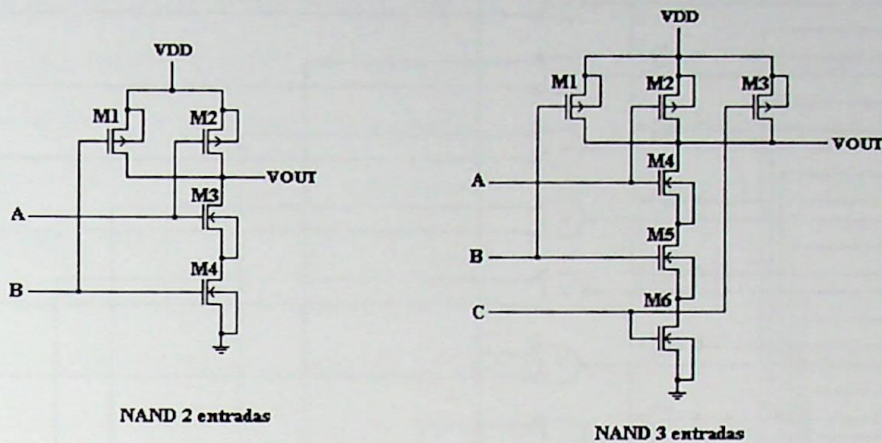 VDD
M1
M2
VOUT
A
M3
B
M4
NAND 2 entradas
VDD
M1
M2
M3
VOUT
A
M4
B
M5
C
M6
NAND 3 entradas